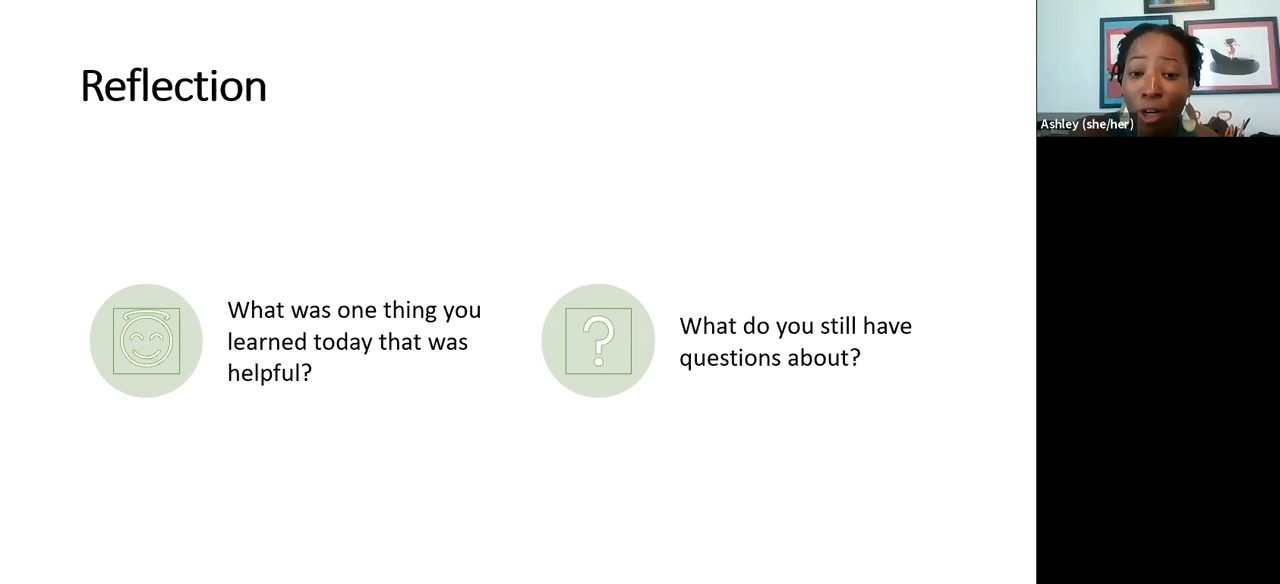 Reflection
What was one thing you
learned today that was
helpful?
What do you still have
questions about?
Ashley (she/her)